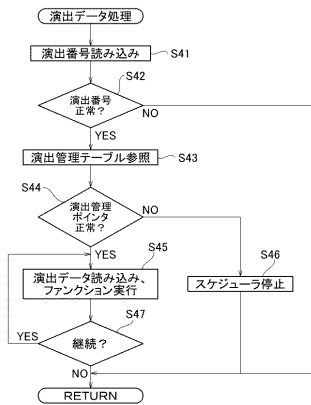 演出データ処理
演出番号読み込み
S41
S42
演出番号
正常？
NO
YES
演出管理テーブル参照
S43
S44
演出管理
ポインタ
正常？
NO
YES
S45
S46
演出データ読み込み、
ファンクション実行
スケジューラ停止
S47
YES
継続？
NO
RETURN